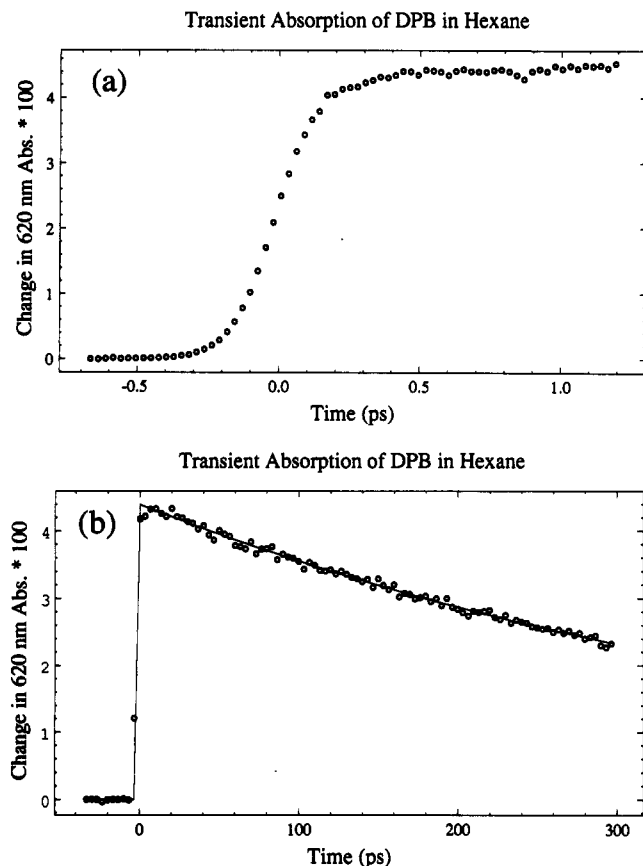 Transient Absorption of DPB in Hexane
(a)
Change in 620 nm Abs. * 100
4
3
2
1
0
-0.5
0.0
0.5
1.0
Time (ps)
Transient Absorption of DPB in Hexane
(b)
Change in 620 nm Abs. * 100
4
3
2
1
0
0
100
200
300
Time (ps)